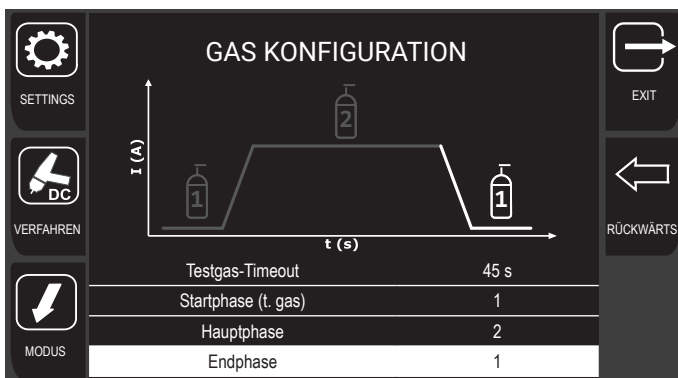 GAS KONFIGURATION
SETTINGS
EXIT
2
I (A)
1
1
DC
VERFAHREN
RÜCKWÄRTS
t (s)
Testgas-Timeout 45 s
Startphase (t. gas) 1
Hauptphase 2
Endphase 1
MODUS